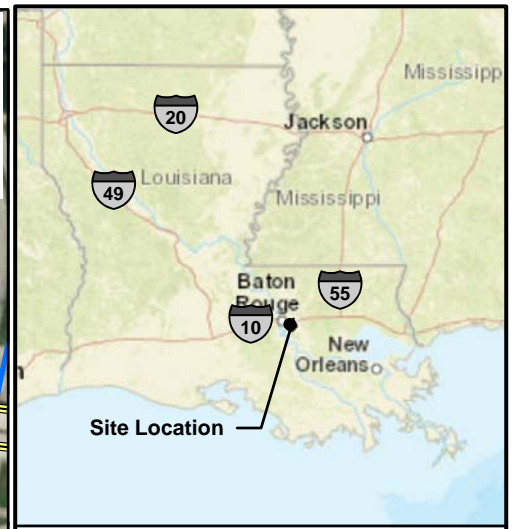 Mississipp
20
Jackson
49
Louisiana
Mississippi
Baton
Rouge
55
10
New
Orleans
Site Location